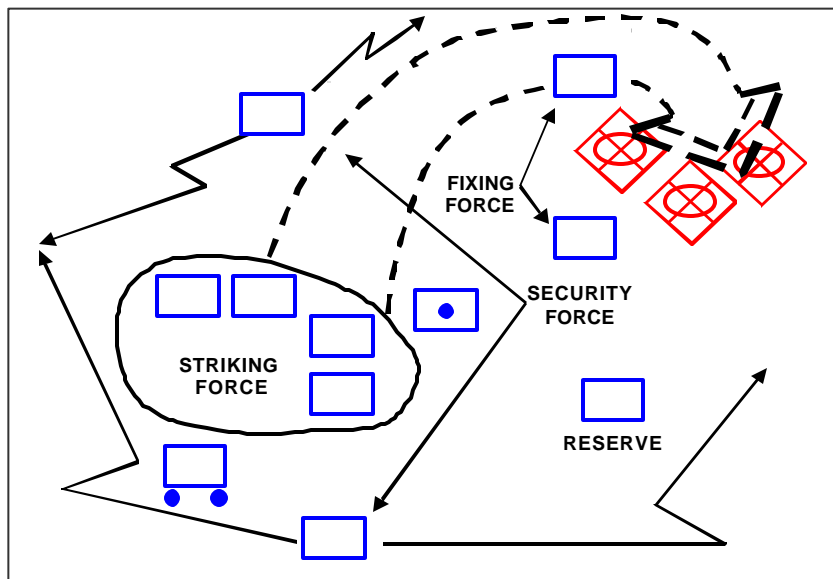 FIXING
FORCE
SECURITY
FORCE
STRIKING
FORCE
RESERVE